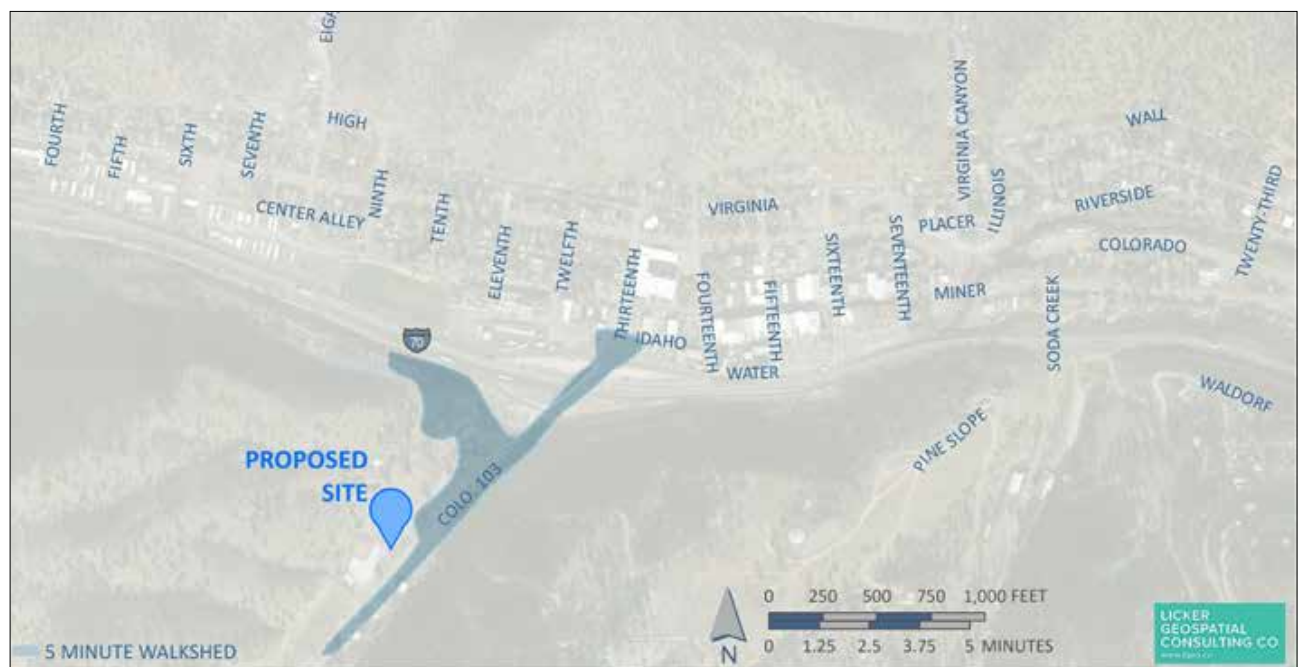 EIGA
FOURTH
FIFTH
SIXTH
SEVENTH
HIGH
CENTER ALLEY
NINTH
TENTH
ELEVENTH
TWELFTH
THIRTEENTH
VIRGINIA
FOURTEENTH
FIFTEENTH
SIXTEENTH
SEVENTEENTH
PLACER
VIRGINIA CANYON
ILLINOIS
WALL
RIVERSIDE
COLORADO
TWENTY-THIRD
MINER
SODA CREEK
IDAHO
WATER
70
WALDORF
PINE SLOPE
PROPOSED
SITE
COLO 103
0 250 500 750 1,000 FEET
0 1.25 2.5 3.75 5 MINUTES
N
5 MINUTE WALKSHED
LICKER
GEOSPATIAL
CONSULTING CO